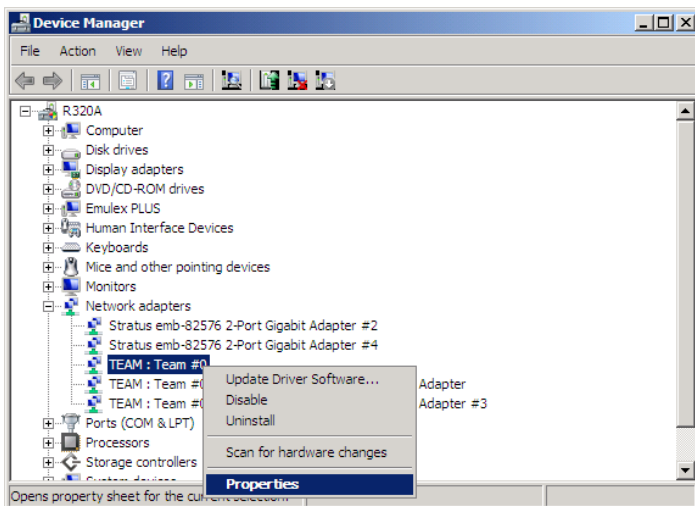 Device Manager
File Action View Help
R320A
Computer
Disk drives
Display adapters
DVD/CD-ROM drives
Emulex PLUS
Human Interface Devices
Keyboards
Mice and other pointing devices
Monitors
Network adapters
Stratus emb-82576 2-Port Gigabit Adapter #2
Stratus emb-82576 2-Port Gigabit Adapter #4
TEAM : Team #0
TEAM : Team #0 Adapter
TEAM : Team #0 Adapter #3
Ports (COM & LPT)
Processors
Storage controllers
System devices
Update Driver Software...
Disable
Uninstall
Scan for hardware changes
Properties
Opens property sheet for the current selection.